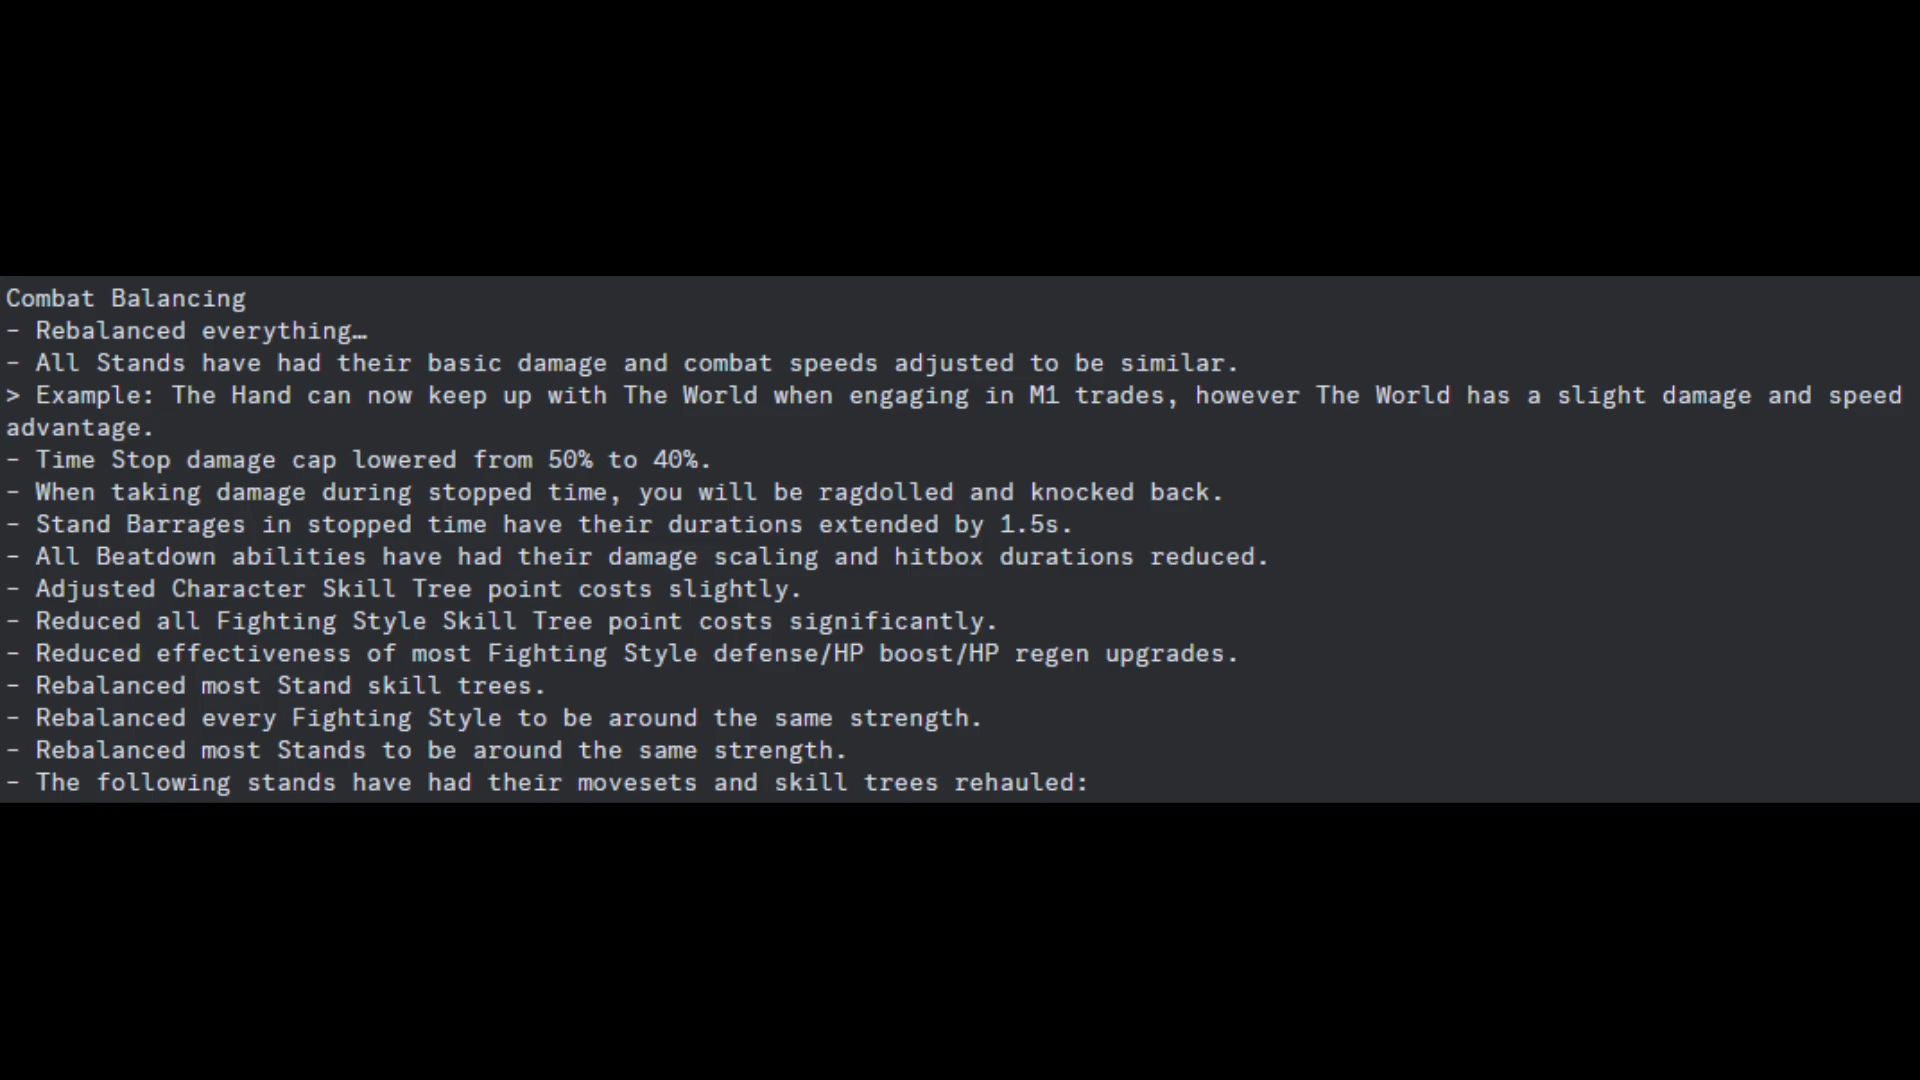 Combat Balancing
- Rebalanced everything…
- All Stands have had their basic damage and combat speeds adjusted to be similar.
> Example: The Hand can now keep up with The World when engaging in M1 trades, however The World has a slight damage and speed
advantage.
- Time Stop damage cap lowered from 50% to 40%.
- When taking damage during stopped time, you will be ragdolled and knocked back.
- Stand Barrages in stopped time have their durations extended by 1.5s.
- All Beatdown abilities have had their damage scaling and hitbox durations reduced.
- Adjusted Character Skill Tree point costs slightly.
- Reduced all Fighting Style Skill Tree point costs significantly.
- Reduced effectiveness of most Fighting Style defense/HP boost/HP regen upgrades.
- Rebalanced most Stand skill trees.
- Rebalanced every Fighting Style to be around the same strength.
- Rebalanced most Stands to be around the same strength.
- The following stands have had their movesets and skill trees rehauled: